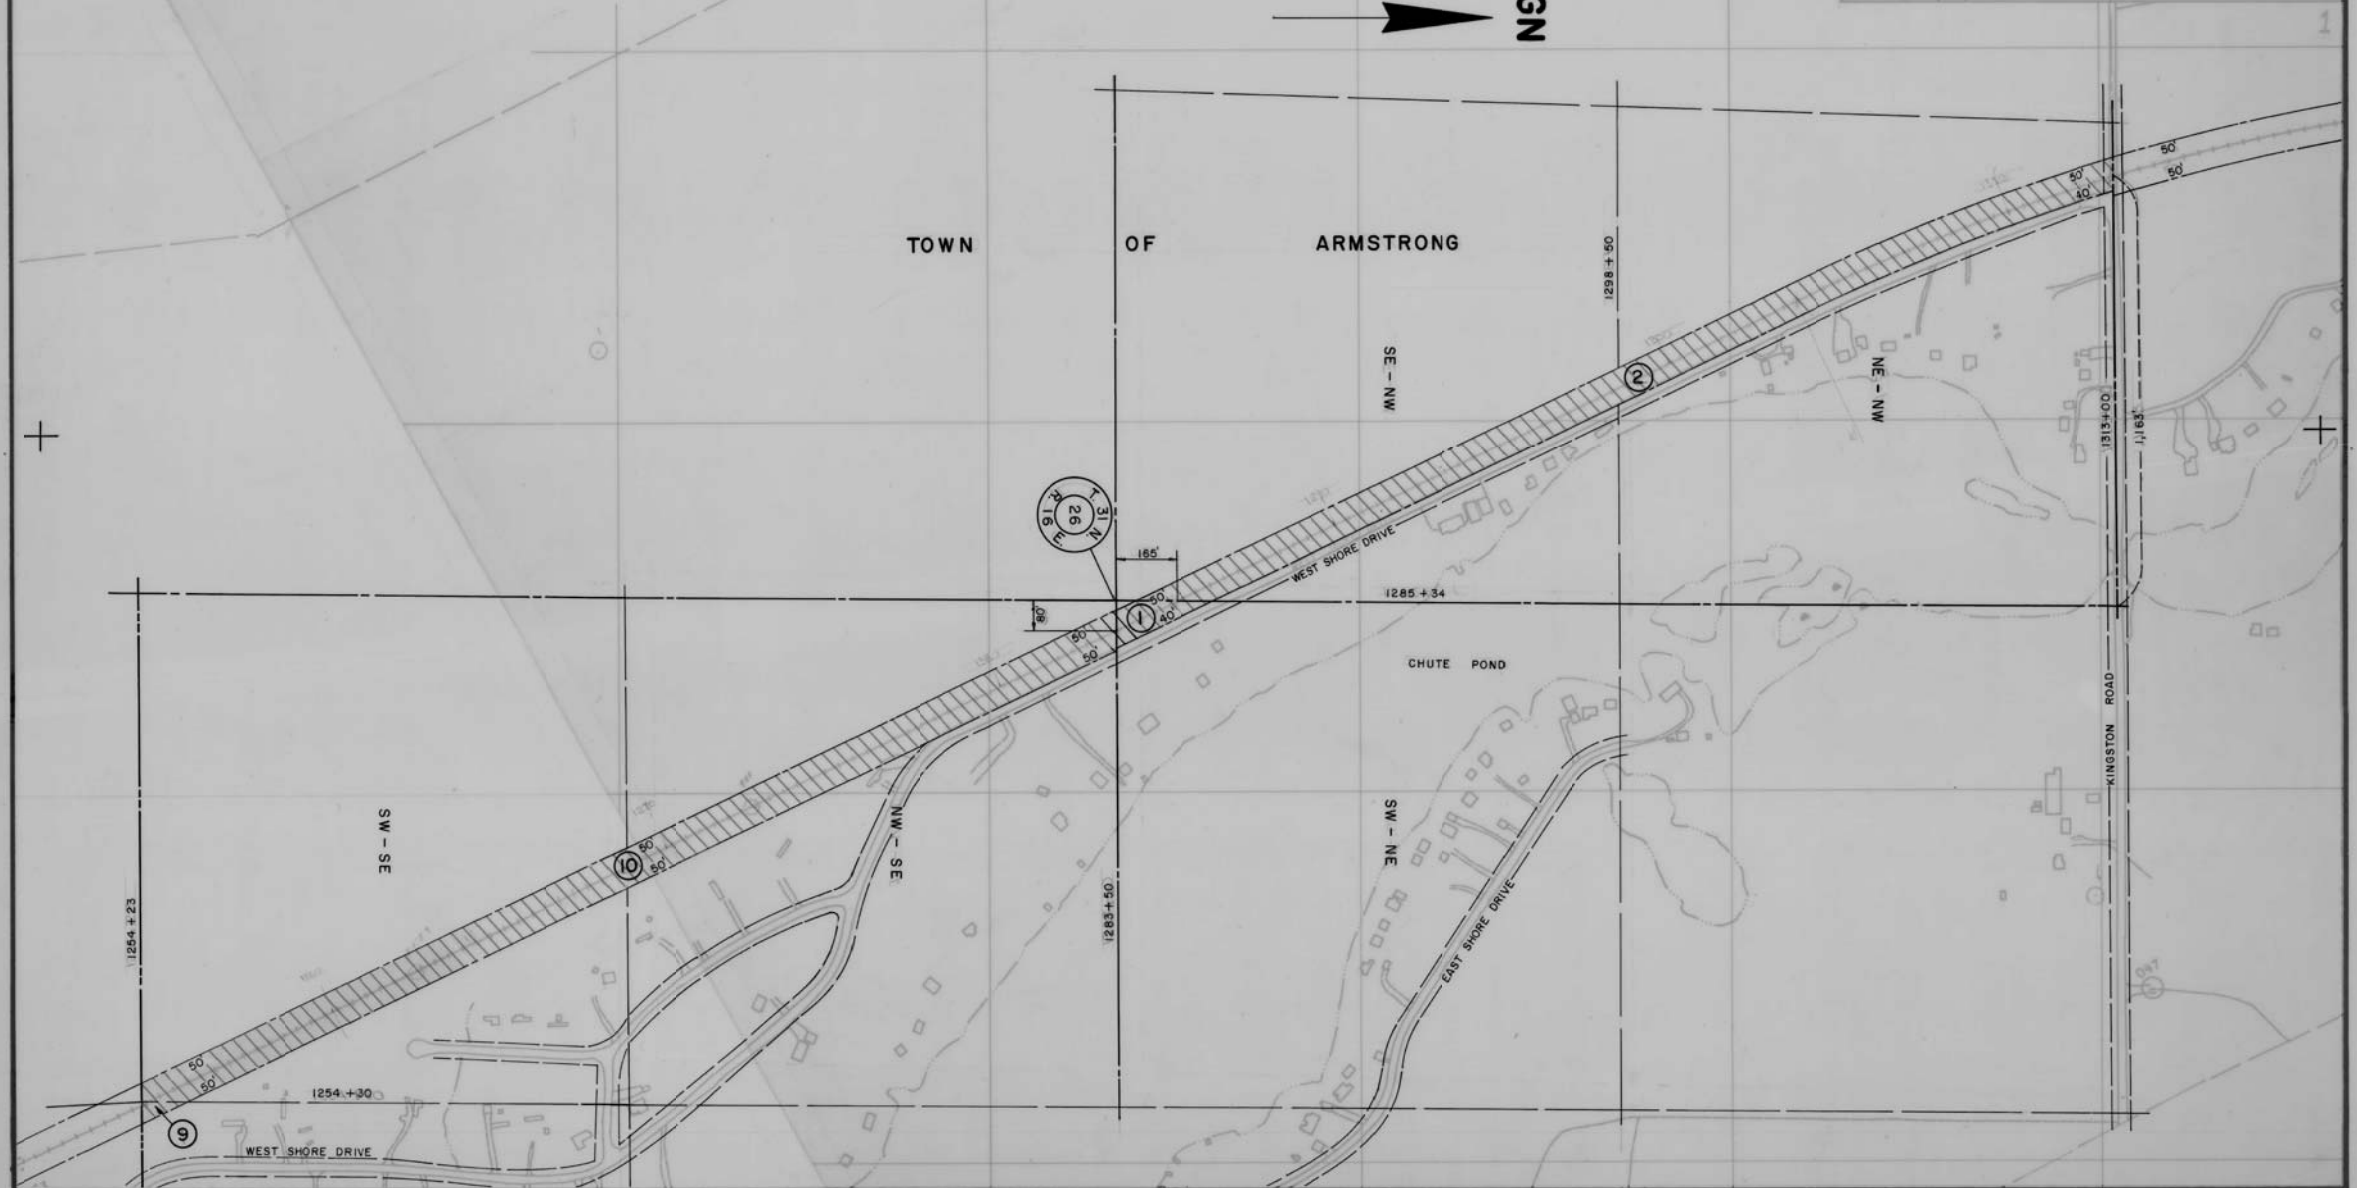 GN
1
50'
50'
50'
40'
TOWN OF ARMSTRONG
1298+50
SE - NW
2
NE - NW
1313+00
1,163'
T. 31 N.
R. 16 E.
26
165'
WEST SHORE DRIVE
1285+34
80'
1
50'
40'
50'
50'
CHUTE POND
KINGSTON ROAD
SW - SE
10
50'
50'
NW - SE
SW - NE
1254+23
1283+50
EAST SHORE DRIVE
50'
50'
1254+30
9
WEST SHORE DRIVE